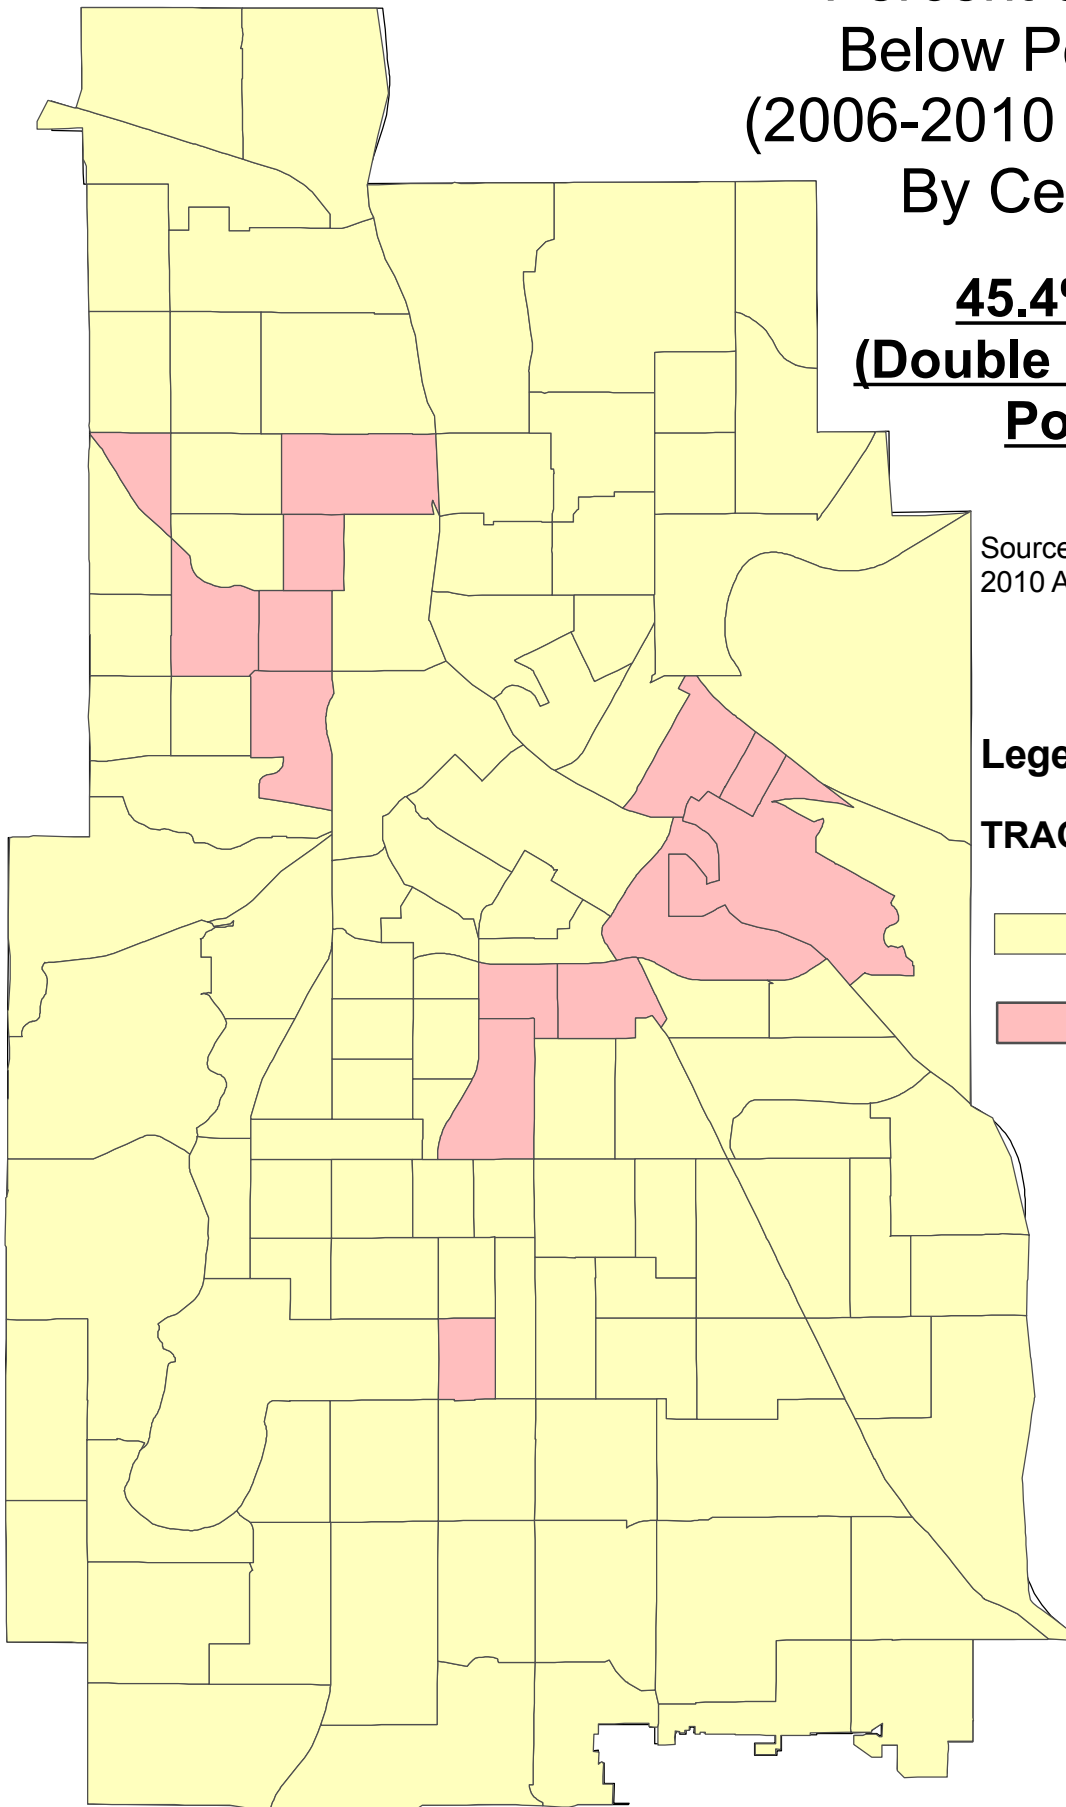 Below Po
(2006-2010
By Ce
45.4%
(Double
Po
Source
2010 A
Lege
TRAC